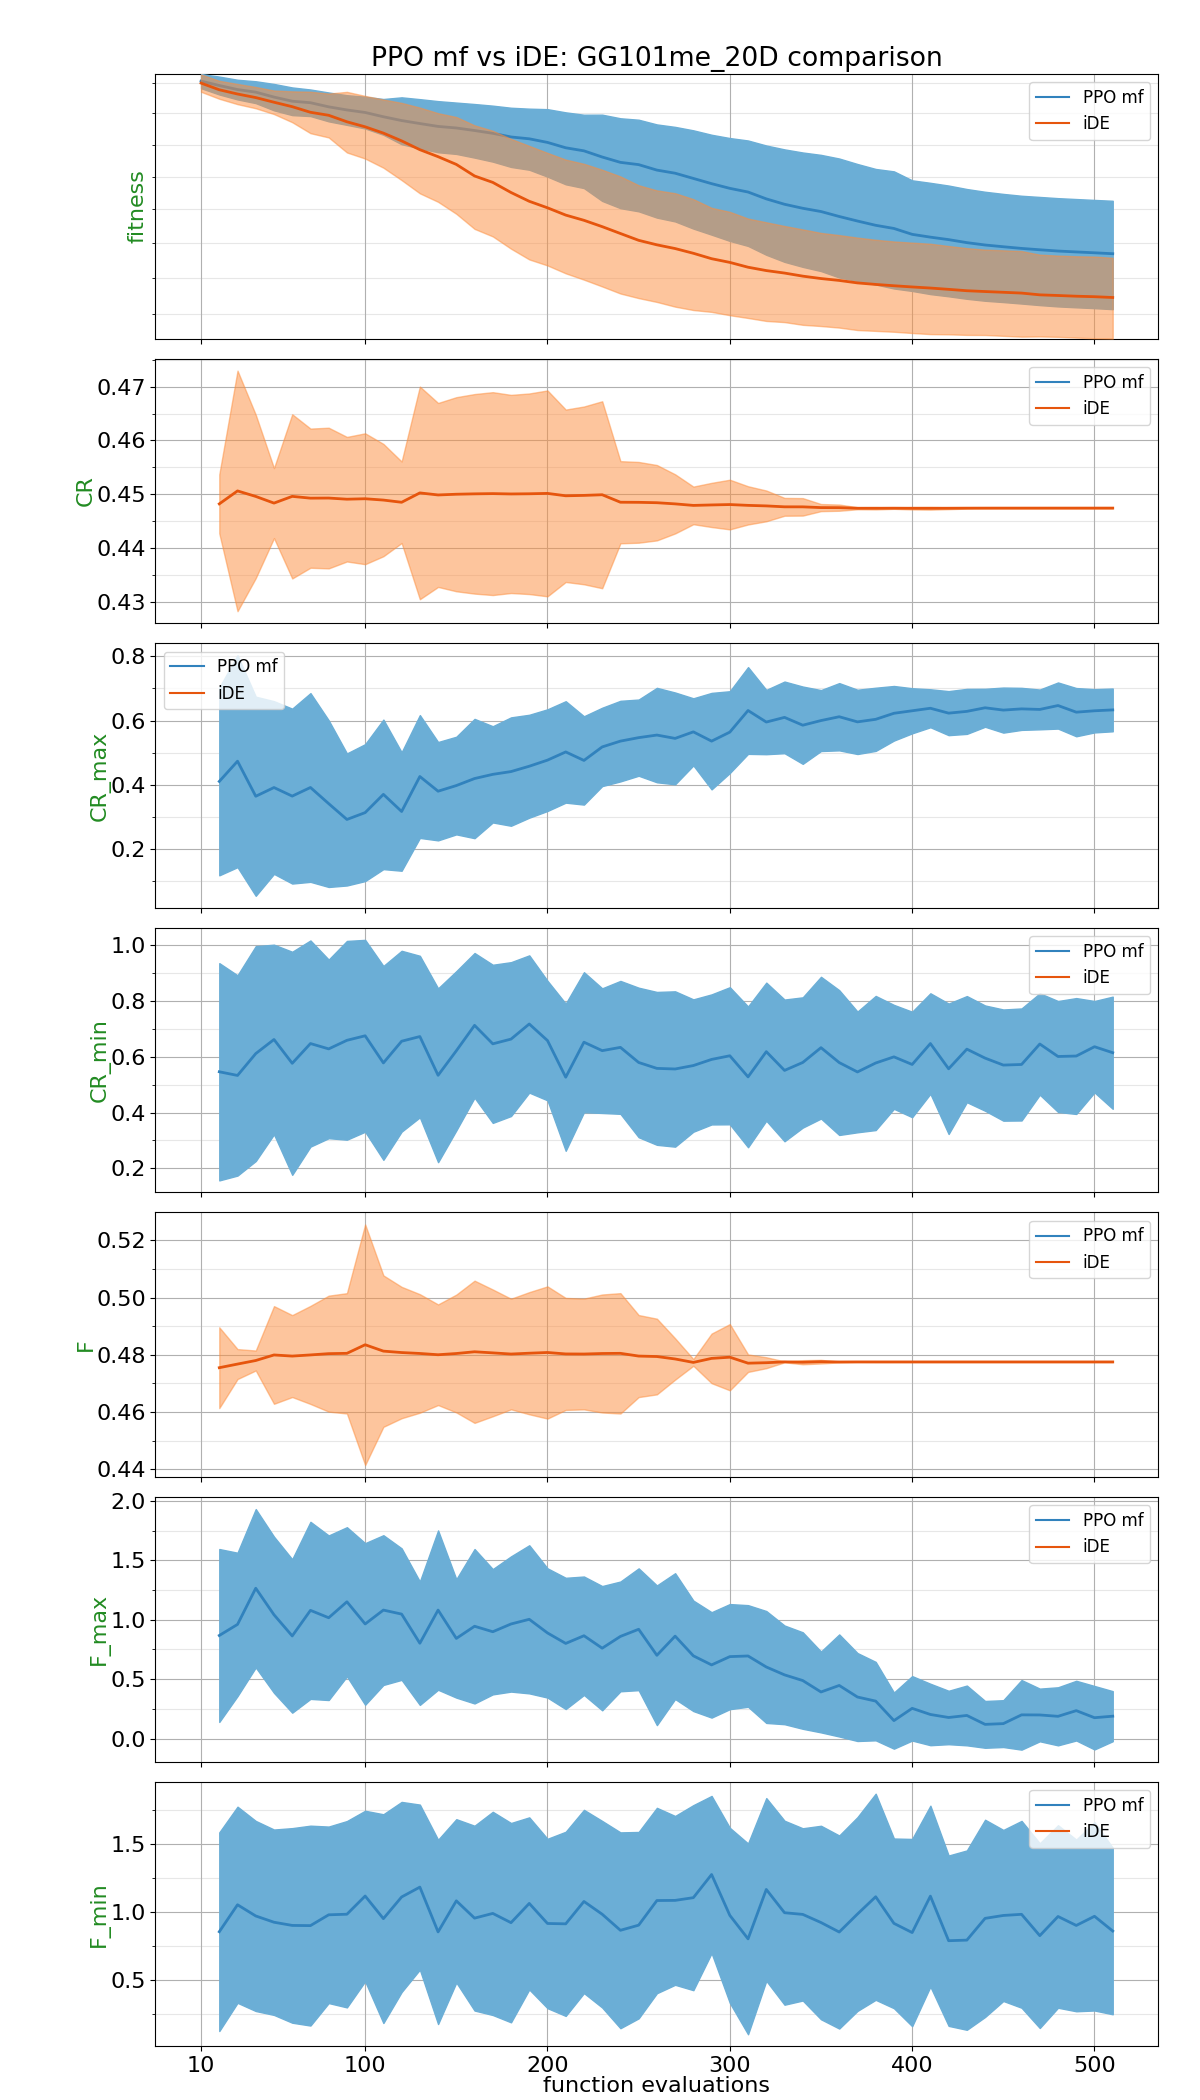 PPO mf vs iDE: GG101me_20D comparison
fitness
PPO mf
iDE
CR
0.47
0.46
0.45
0.44
0.43
PPO mf
iDE
CR_max
0.8
0.6
0.4
0.2
PPO mf
iDE
CR_min
1.0
0.8
0.6
0.4
0.2
PPO mf
iDE
F
0.52
0.50
0.48
0.46
0.44
PPO mf
iDE
F_max
2.0
1.5
1.0
0.5
0.0
PPO mf
iDE
F_min
1.5
1.0
0.5
PPO mf
iDE
10 100 200 300 400 500
function evaluations